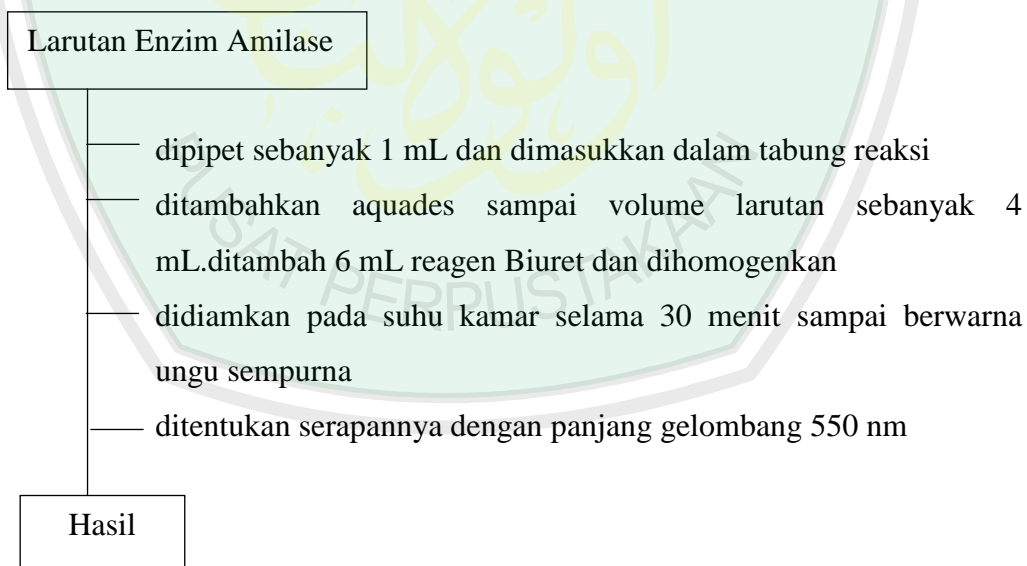 Larutan Enzim Amilase
dipipet sebanyak 1 mL dan dimasukkan dalam tabung reaksi
ditambahkan aquades sampai volume larutan sebanyak 4
mL.ditambah 6 mL reagen Biuret dan dihomogenkan
didiamkan pada suhu kamar selama 30 menit sampai berwarna
ungu sempurna
ditentukan serapannya dengan panjang gelombang 550 nm
Hasil
PUSAT PERPUSTAKAAN